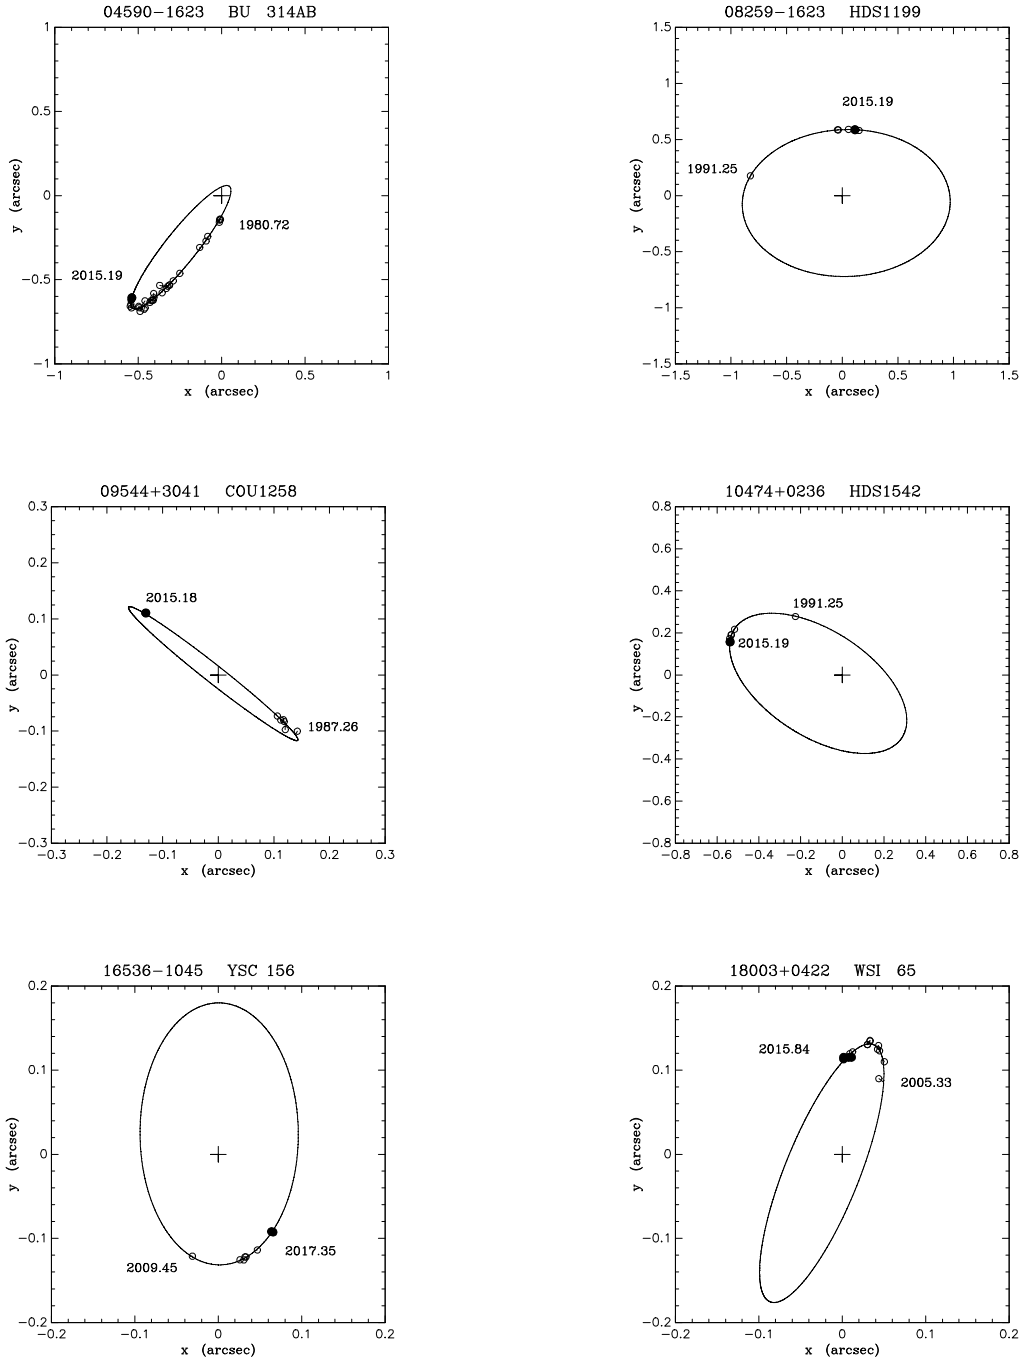 04590−1623 BU 314AB
1
0.5
0
−0.5
−1
y (arcsec)
1980.72
2015.19
−1 −0.5 0 0.5 1
x (arcsec)
08259−1623 HDS1199
1.5
1
0.5
0
−0.5
−1
−1.5
y (arcsec)
2015.19
1991.25
−1.5 −1 −0.5 0 0.5 1 1.5
x (arcsec)
09544+3041 COU1258
0.3
0.2
0.1
0
−0.1
−0.2
−0.3
y (arcsec)
2015.18
1987.26
−0.3 −0.2 −0.1 0 0.1 0.2 0.3
x (arcsec)
10474+0236 HDS1542
0.8
0.6
0.4
0.2
0
−0.2
−0.4
−0.6
−0.8
y (arcsec)
1991.25
2015.19
−0.8 −0.6 −0.4 −0.2 0 0.2 0.4 0.6 0.8
x (arcsec)
16536−1045 YSC 156
0.2
0.1
0
−0.1
−0.2
y (arcsec)
2017.35
2009.45
−0.2 −0.1 0 0.1 0.2
x (arcsec)
18003+0422 WSI 65
0.2
0.1
0
−0.1
−0.2
y (arcsec)
2015.84
2005.33
−0.2 −0.1 0 0.1 0.2
x (arcsec)